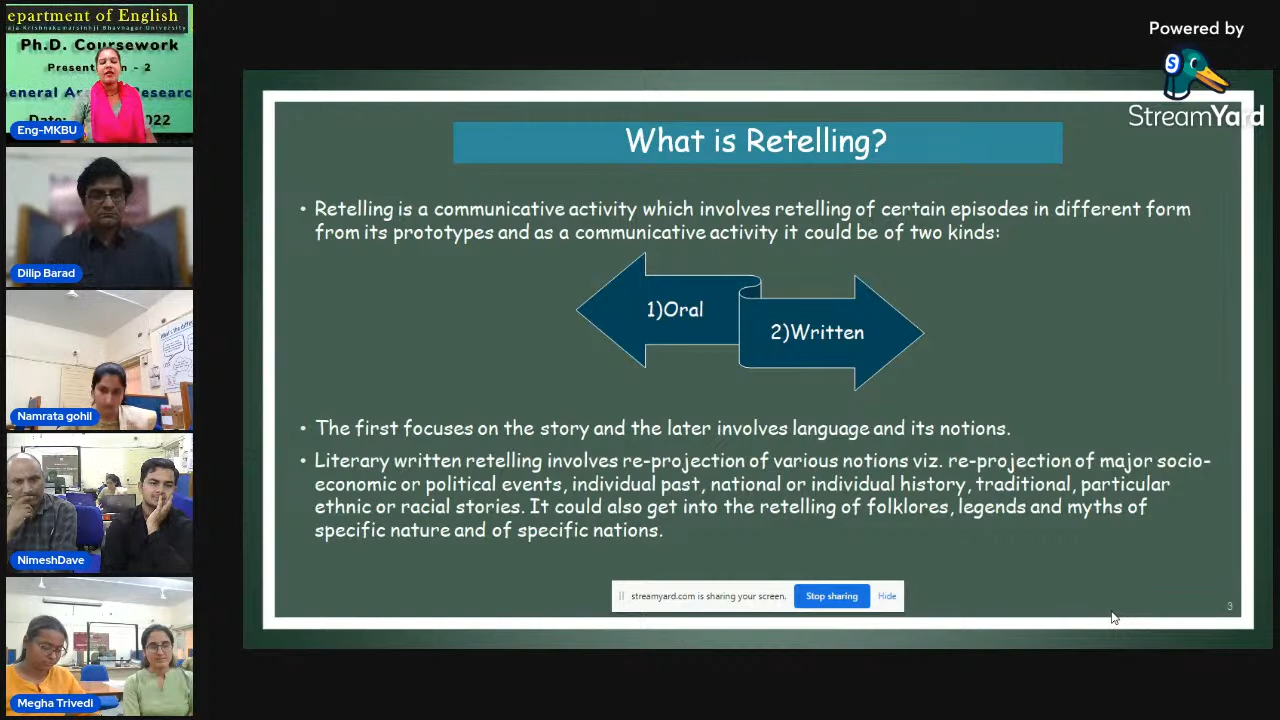 epartment of English
Krishnakumarsinhji Bhavnagar University
Ph.D. Coursework
Present n - 2
eneral Ar Researc
Date: 022
Eng-MKBU
Dilip Barad
Namrata gohil
NimeshDave
Megha Trivedi
Powered by
StreamYard
What is Retelling?
• Retelling is a communicative activity which involves retelling of certain episodes in different form
from its prototypes and as a communicative activity it could be of two kinds:
1)Oral
2)Written
• The first focuses on the story and the later involves language and its notions.
• Literary written retelling involves re-projection of various notions viz. re-projection of major socio-
economic or political events, individual past, national or individual history, traditional, particular
ethnic or racial stories. It could also get into the retelling of folklores, legends and myths of
specific nature and of specific nations.
streamyard.com is sharing your screen.
Stop sharing
Hide
3